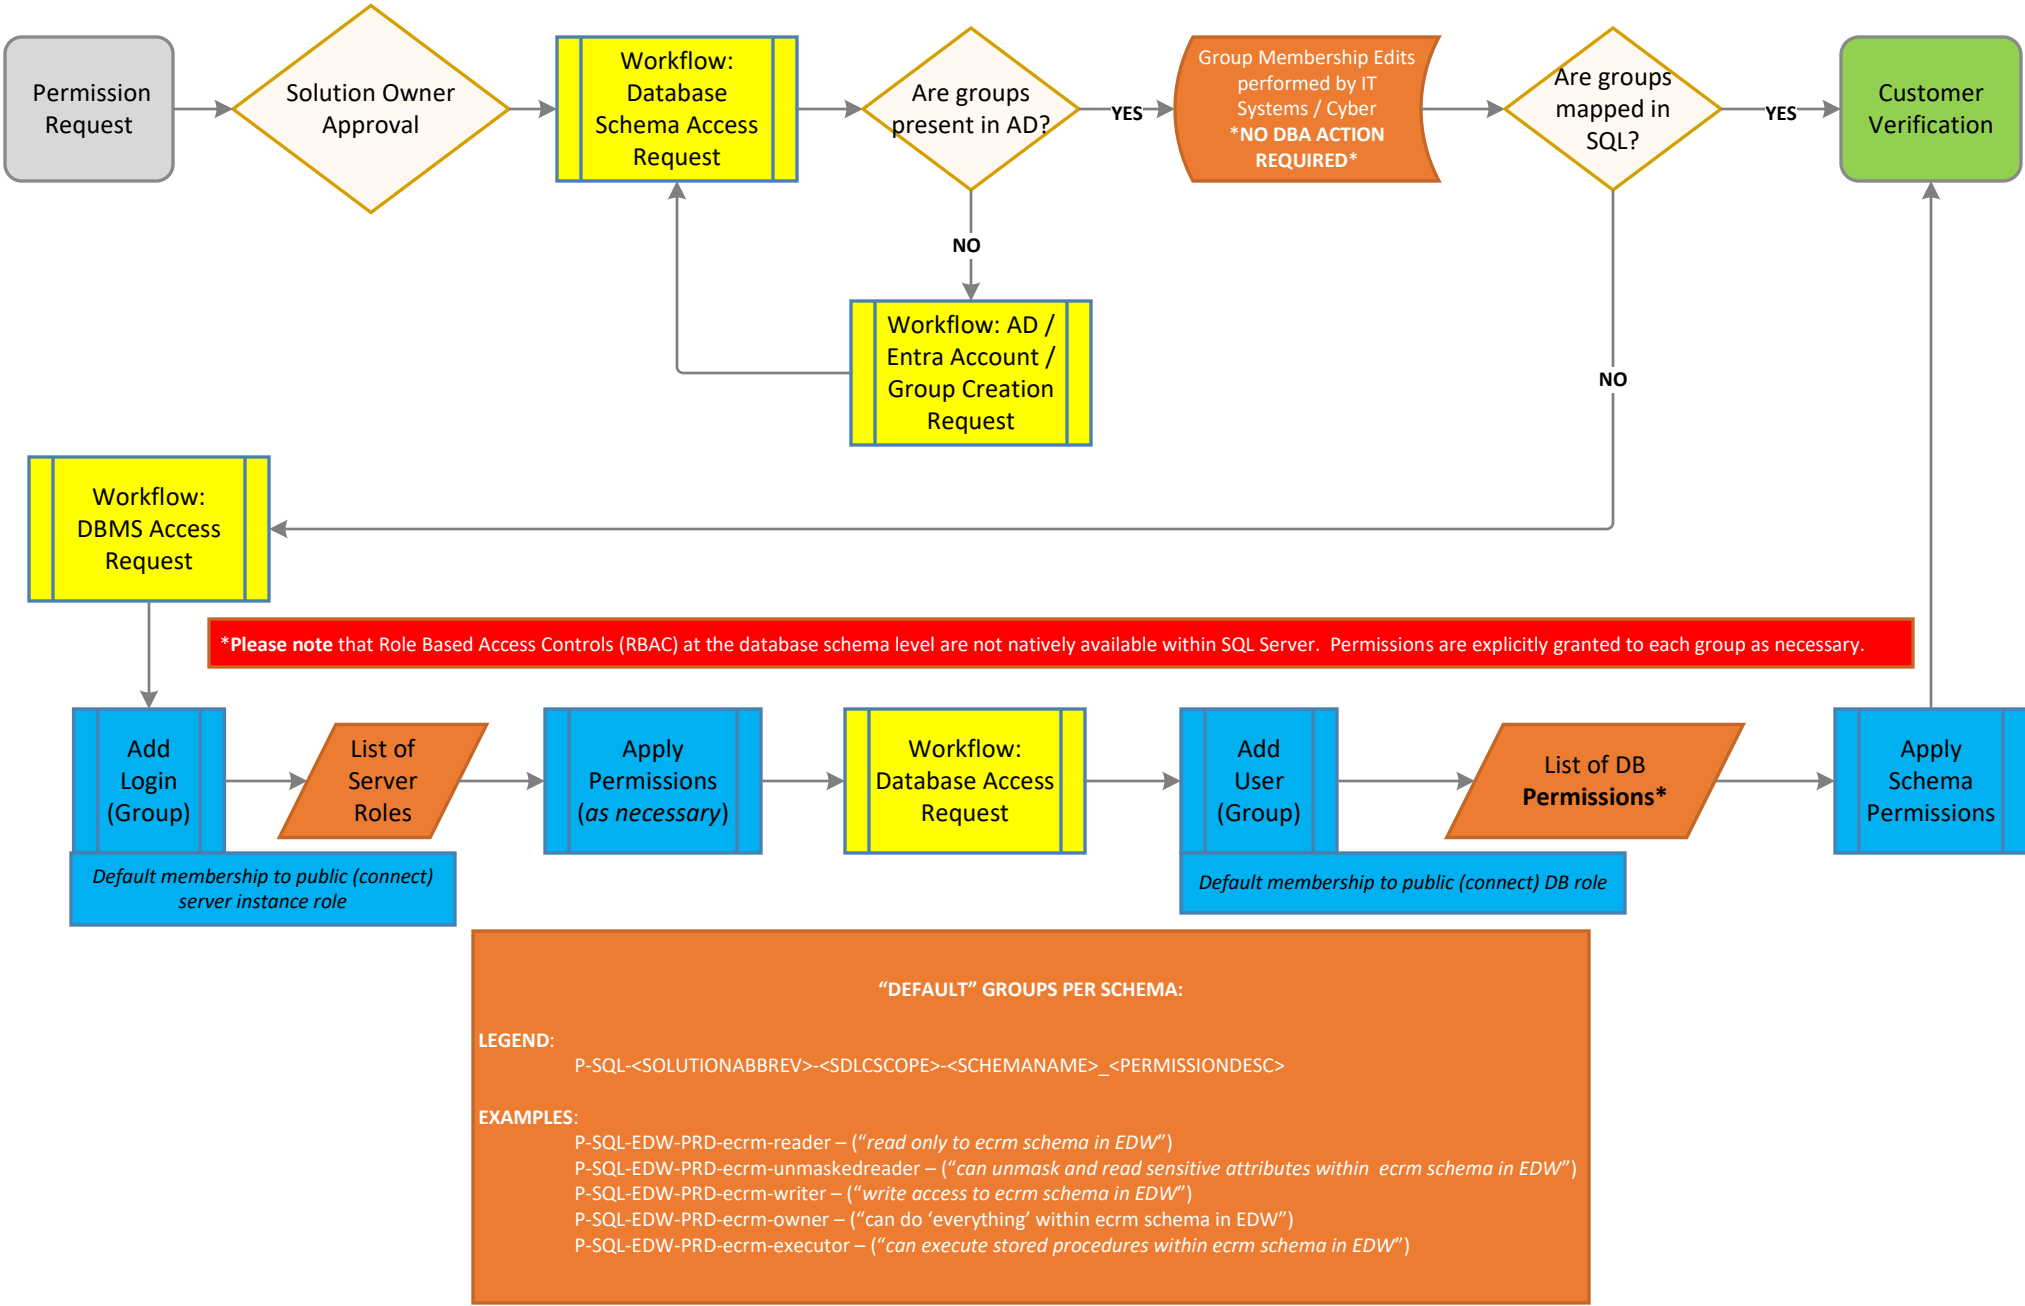 Permission
Request
Solution Owner
Approval
Workflow:
Database
Schema Access
Request
Are groups
present in AD?
YES
Group Membership Edits
performed by IT
Systems / Cyber
*NO DBA ACTION
REQUIRED*
Are groups
mapped in
SQL?
YES
Customer
Verification
NO
Workflow: AD /
Entra Account /
Group Creation
Request
NO
Workflow:
DBMS Access
Request
*Please note that Role Based Access Controls (RBAC) at the database schema level are not natively available within SQL Server.  Permissions are explicitly granted to each group as necessary.
Add
Login
(Group)
List of
Server
Roles
Apply
Permissions
(as necessary)
Workflow:
Database Access
Request
Add
User
(Group)
List of DB
Permissions*
Apply
Schema
Permissions
Default membership to public (connect)
server instance role
Default membership to public (connect) DB role
“DEFAULT” GROUPS PER SCHEMA:
LEGEND:
P-SQL-<SOLUTIONABBREV>-<SDLCSCOPE>-<SCHEMANAME>_<PERMISSIONDESC>
EXAMPLES:
P-SQL-EDW-PRD-ecrm-reader – (“read only to ecrm schema in EDW”)
P-SQL-EDW-PRD-ecrm-unmaskedreader – (“can unmask and read sensitive attributes within  ecrm schema in EDW”)
P-SQL-EDW-PRD-ecrm-writer – (“write access to ecrm schema in EDW”)
P-SQL-EDW-PRD-ecrm-owner – (“can do ‘everything’ within ecrm schema in EDW”)
P-SQL-EDW-PRD-ecrm-executor – (“can execute stored procedures within ecrm schema in EDW”)